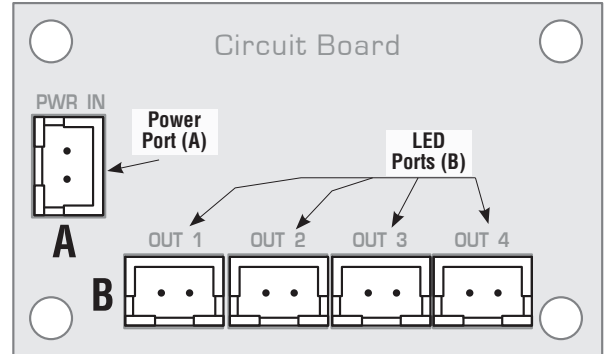 Circuit Board
PWR IN
Power
Port (A)
LED
Ports (B)
A
OUT 1
OUT 2
OUT 3
OUT 4
B